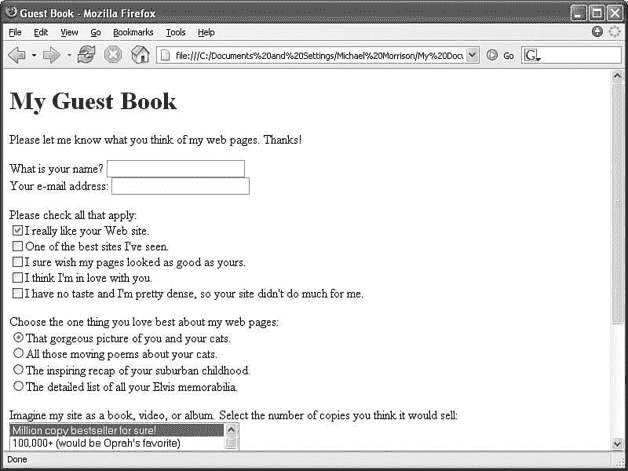 Guest Book - Mozilla Firefox
File Edit View Go Bookmarks Tools Help
file:///C:/Documents%20and%20Settings/Michael%20Morrison/My%20Docu Go G
My Guest Book
Please let me know what you think of my web pages. Thanks!
What is your name?
Your e-mail address:
Please check all that apply:
I really like your Web site.
One of the best sites I've seen.
I sure wish my pages looked as good as yours.
I think I'm in love with you.
I have no taste and I'm pretty dense, so your site didn't do much for me.
Choose the one thing you love best about my web pages:
That gorgeous picture of you and your cats.
All those moving poems about your cats.
The inspiring recap of your suburban childhood.
The detailed list of all your Elvis memorabilia.
Imagine my site as a book, video, or album. Select the number of copies you think it would sell:
Million copy bestseller for sure!
100,000+ (would be Oprah's favorite)
Done